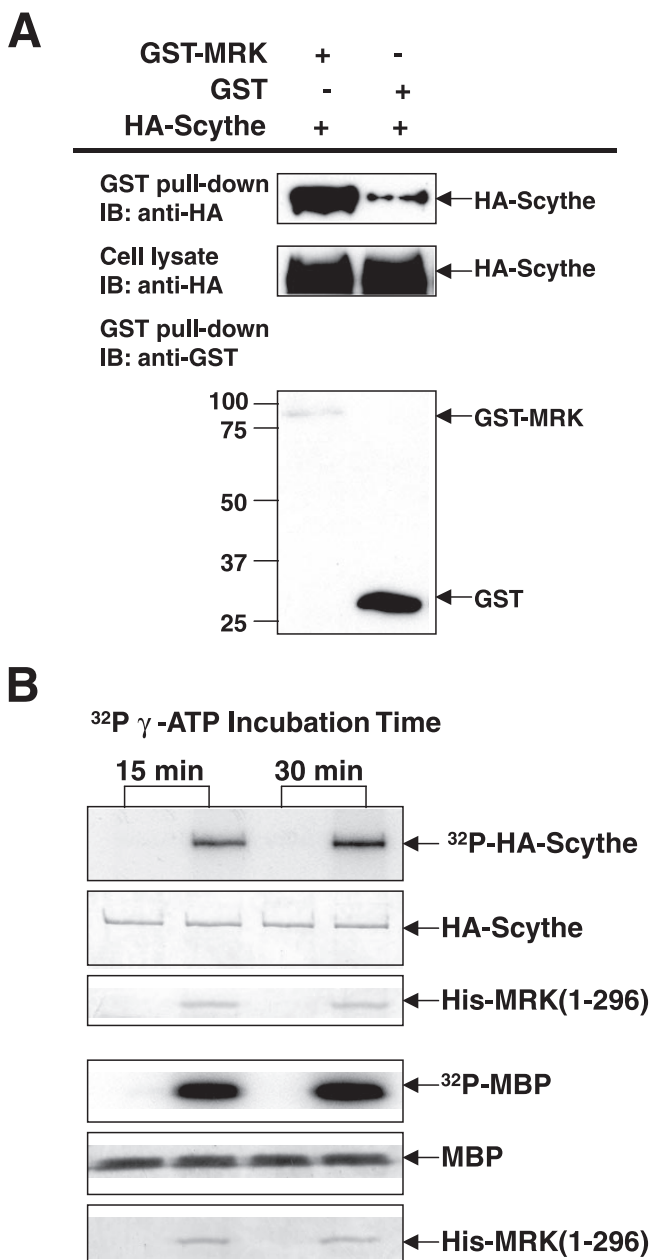 A
GST-MRK + -
GST - +
HA-Scythe + +
GST pull-down
IB: anti-HA
HA-Scythe
Cell lysate
IB: anti-HA
HA-Scythe
GST pull-down
IB: anti-GST
100
75
50
37
25
GST-MRK
GST
B
³²P γ-ATP Incubation Time
15 min 30 min
³²P-HA-Scythe
HA-Scythe
His-MRK(1-296)
³²P-MBP
MBP
His-MRK(1-296)